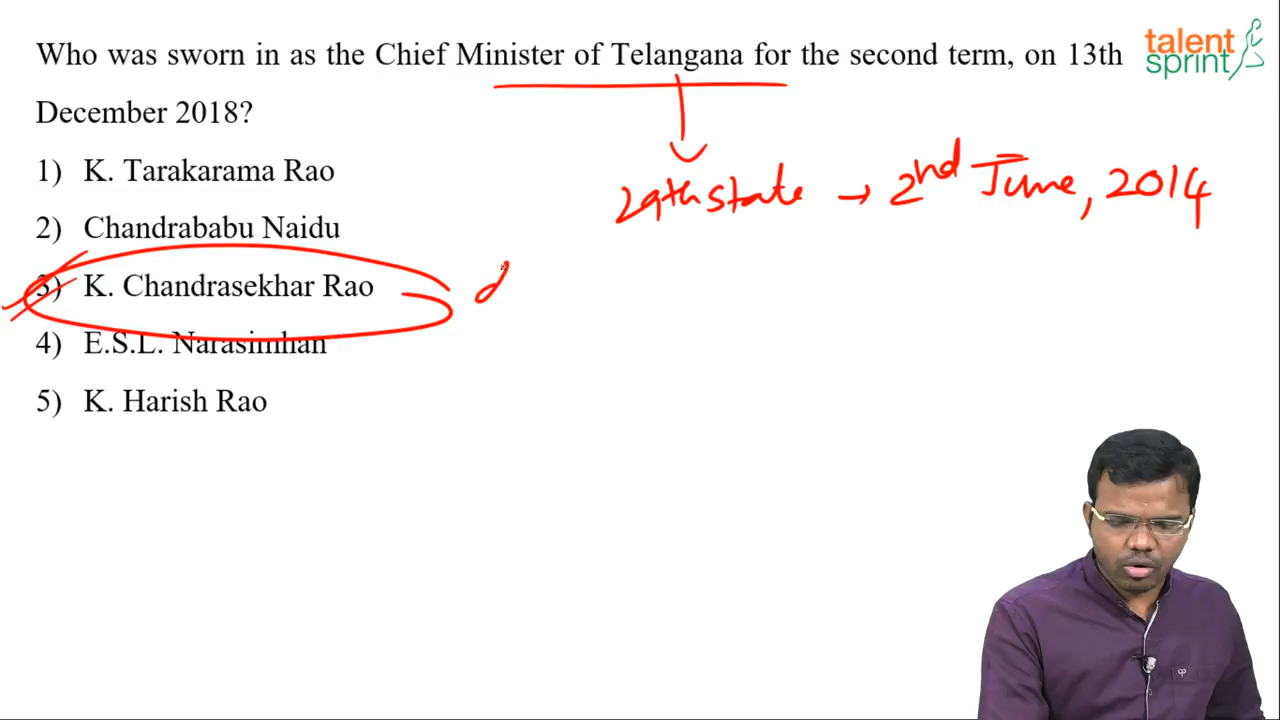 Who was sworn in as the Chief Minister of Telangana for the second term, on 13th
December 2018?
talent
sprint
1) K. Tarakarama Rao
29th state → 2nd June, 2014
2) Chandrababu Naidu
3) K. Chandrasekhar Rao
4) E.S.L. Narasimhan
5) K. Harish Rao